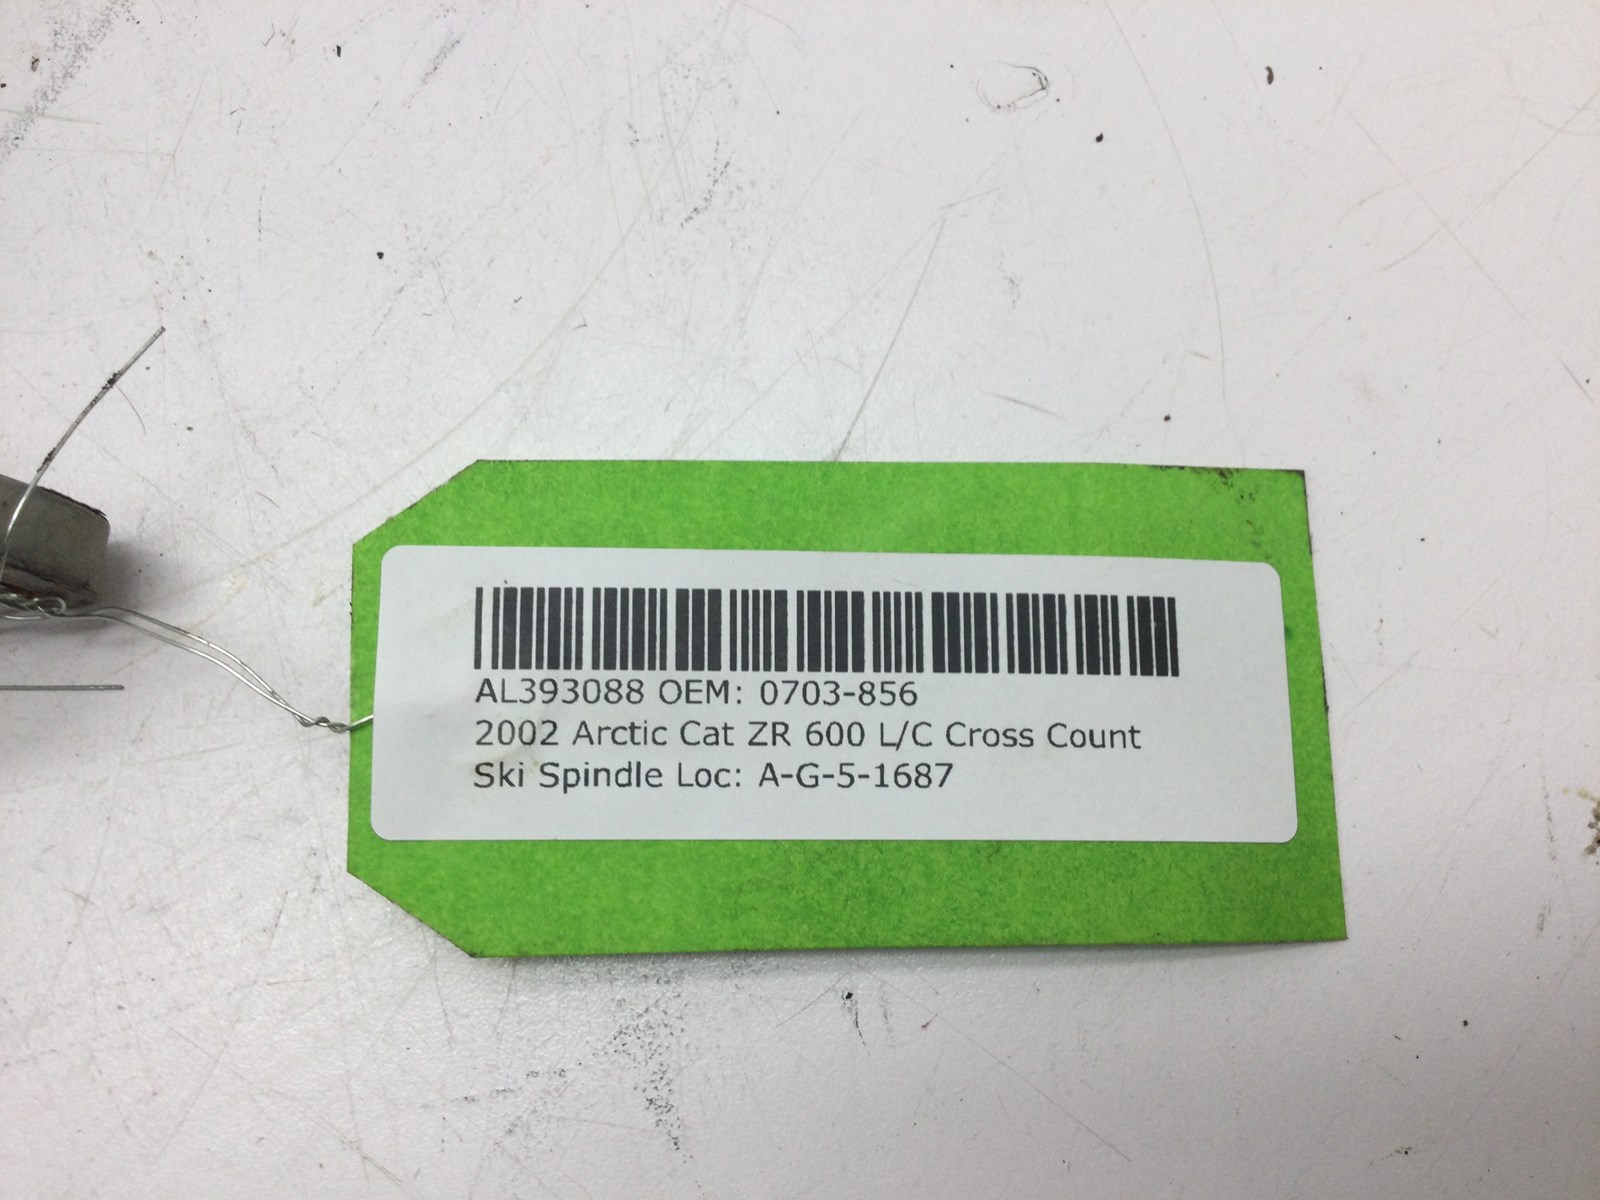 AL393088 OEM: 0703-856
2002 Arctic Cat ZR 600 L/C Cross Count
Ski Spindle Loc: A-G-5-1687